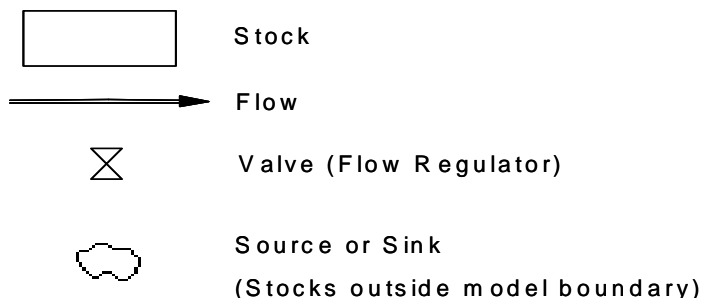 Stock
Flow
Valve (Flow Regulator)
Source or Sink
(Stocks outside model boundary)